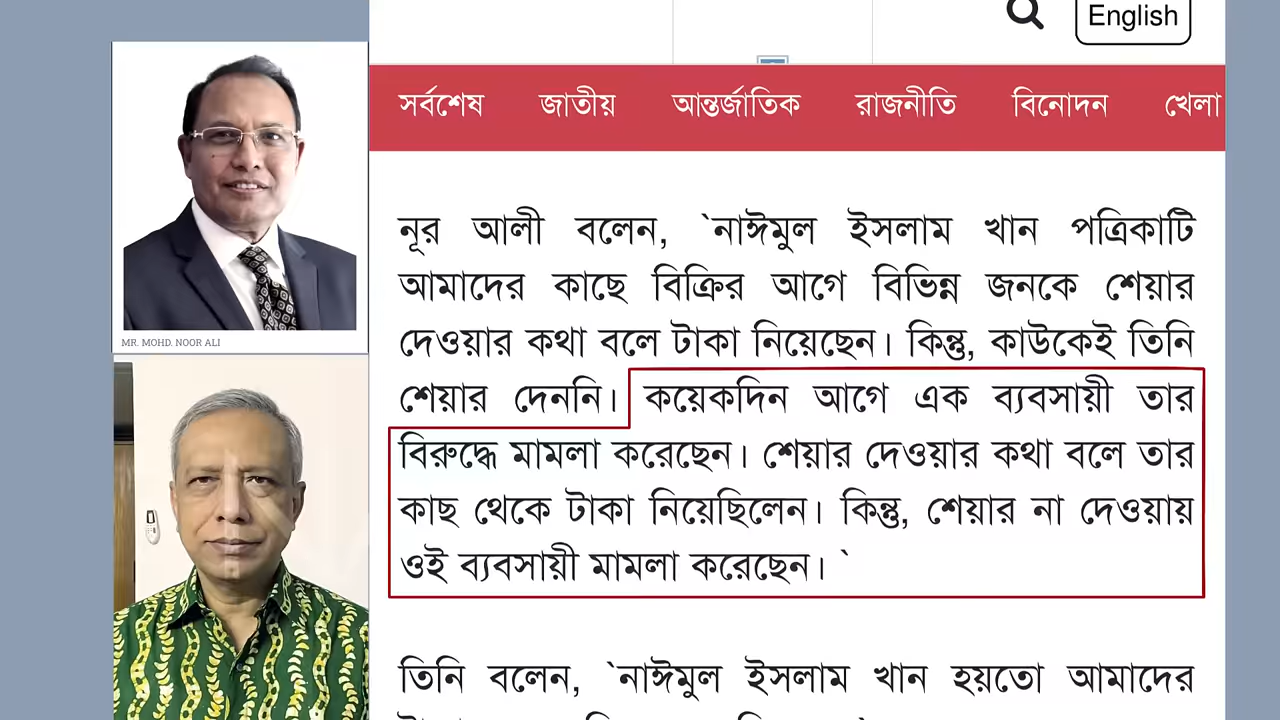 English
সর্বশেষ জাতীয় আন্তর্জাতিক রাজনীতি বিনোদন খেলা
MR. MOHD. NOOR ALI
নূর আলী বলেন, `নাঈমুল ইসলাম খান পত্রিকাটি
আমাদের কাছে বিক্রির আগে বিভিন্ন জনকে শেয়ার
দেওয়ার কথা বলে টাকা নিয়েছেন। কিন্তু, কাউকেই তিনি
শেয়ার দেননি। কয়েকদিন আগে এক ব্যবসায়ী তার
বিরুদ্ধে মামলা করেছেন। শেয়ার দেওয়ার কথা বলে তার
কাছ থেকে টাকা নিয়েছিলেন। কিন্তু, শেয়ার না দেওয়ায়
ওই ব্যবসায়ী মামলা করেছেন। `
তিনি বলেন, `নাঈমুল ইসলাম খান হয়তো আমাদের